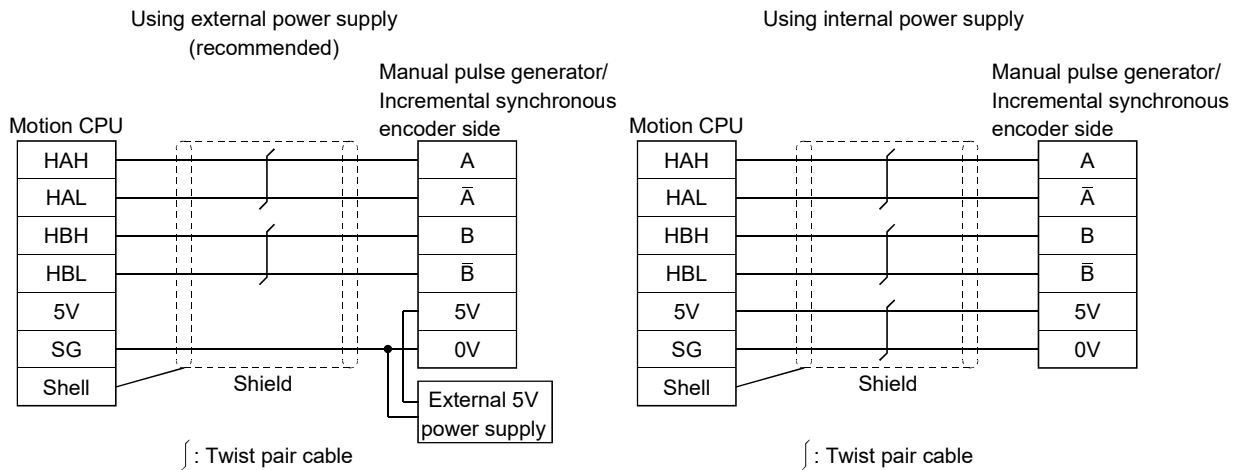 Using external power supply
(recommended)
Manual pulse generator/
Incremental synchronous
encoder side
Motion CPU
HAH
HAL
HBH
HBL
5V
SG
Shell
A
A̅
B
B̅
5V
0V
Shield
External 5V
power supply
: Twist pair cable
Using internal power supply
Manual pulse generator/
Incremental synchronous
encoder side
Motion CPU
HAH
HAL
HBH
HBL
5V
SG
Shell
A
A̅
B
B̅
5V
0V
Shield
: Twist pair cable